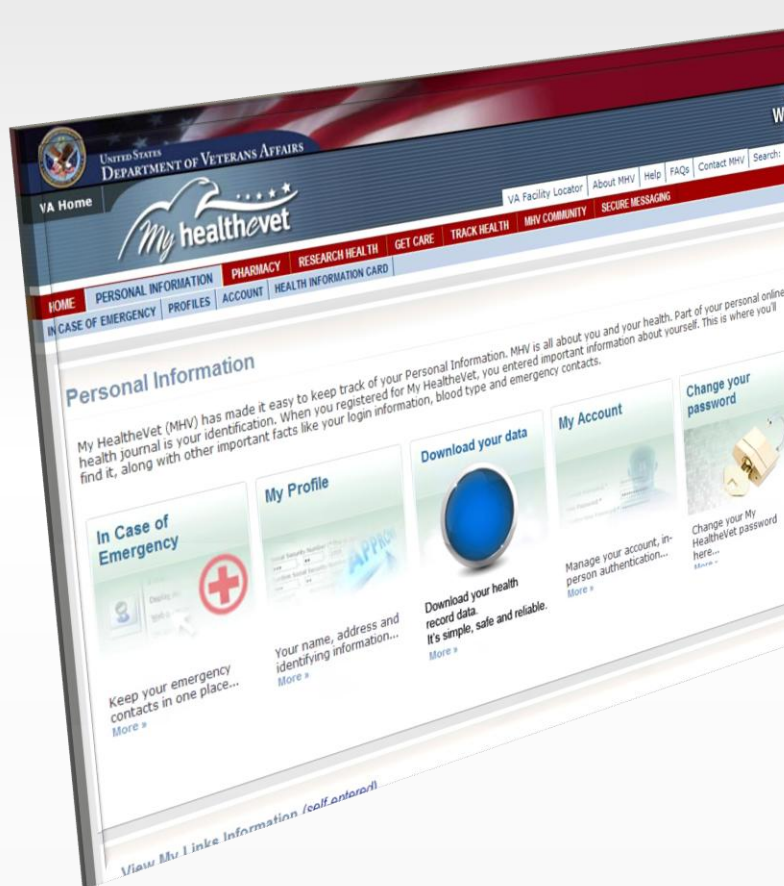 UNITED STATES
DEPARTMENT OF VETERANS AFFAIRS
VA Home
My healthevet
VA Facility Locator About MHV Help FAQs Contact MHV Search:
HOME PERSONAL INFORMATION PHARMACY RESEARCH HEALTH GET CARE TRACK HEALTH MHV COMMUNITY SECURE MESSAGING
IN CASE OF EMERGENCY PROFILES ACCOUNT HEALTH INFORMATION CARD
Personal Information
My HealtheVet (MHV) has made it easy to keep track of your Personal Information. MHV is all about you and your health. Part of your personal online
health journal is your identification. When you registered for My HealtheVet, you entered important information about yourself. This is where you'll
find it, along with other important facts like your login information, blood type and emergency contacts.
In Case of
Emergency
Keep your emergency
contacts in one place...
More »
My Profile
Your name, address and
identifying information...
More »
Download your data
Download your health
record data.
It's simple, safe and reliable.
More »
My Account
Manage your account, in-
person authentication...
More »
Change your
password
Change your My
HealtheVet password
here...
More »
View My Links Information (self entered)